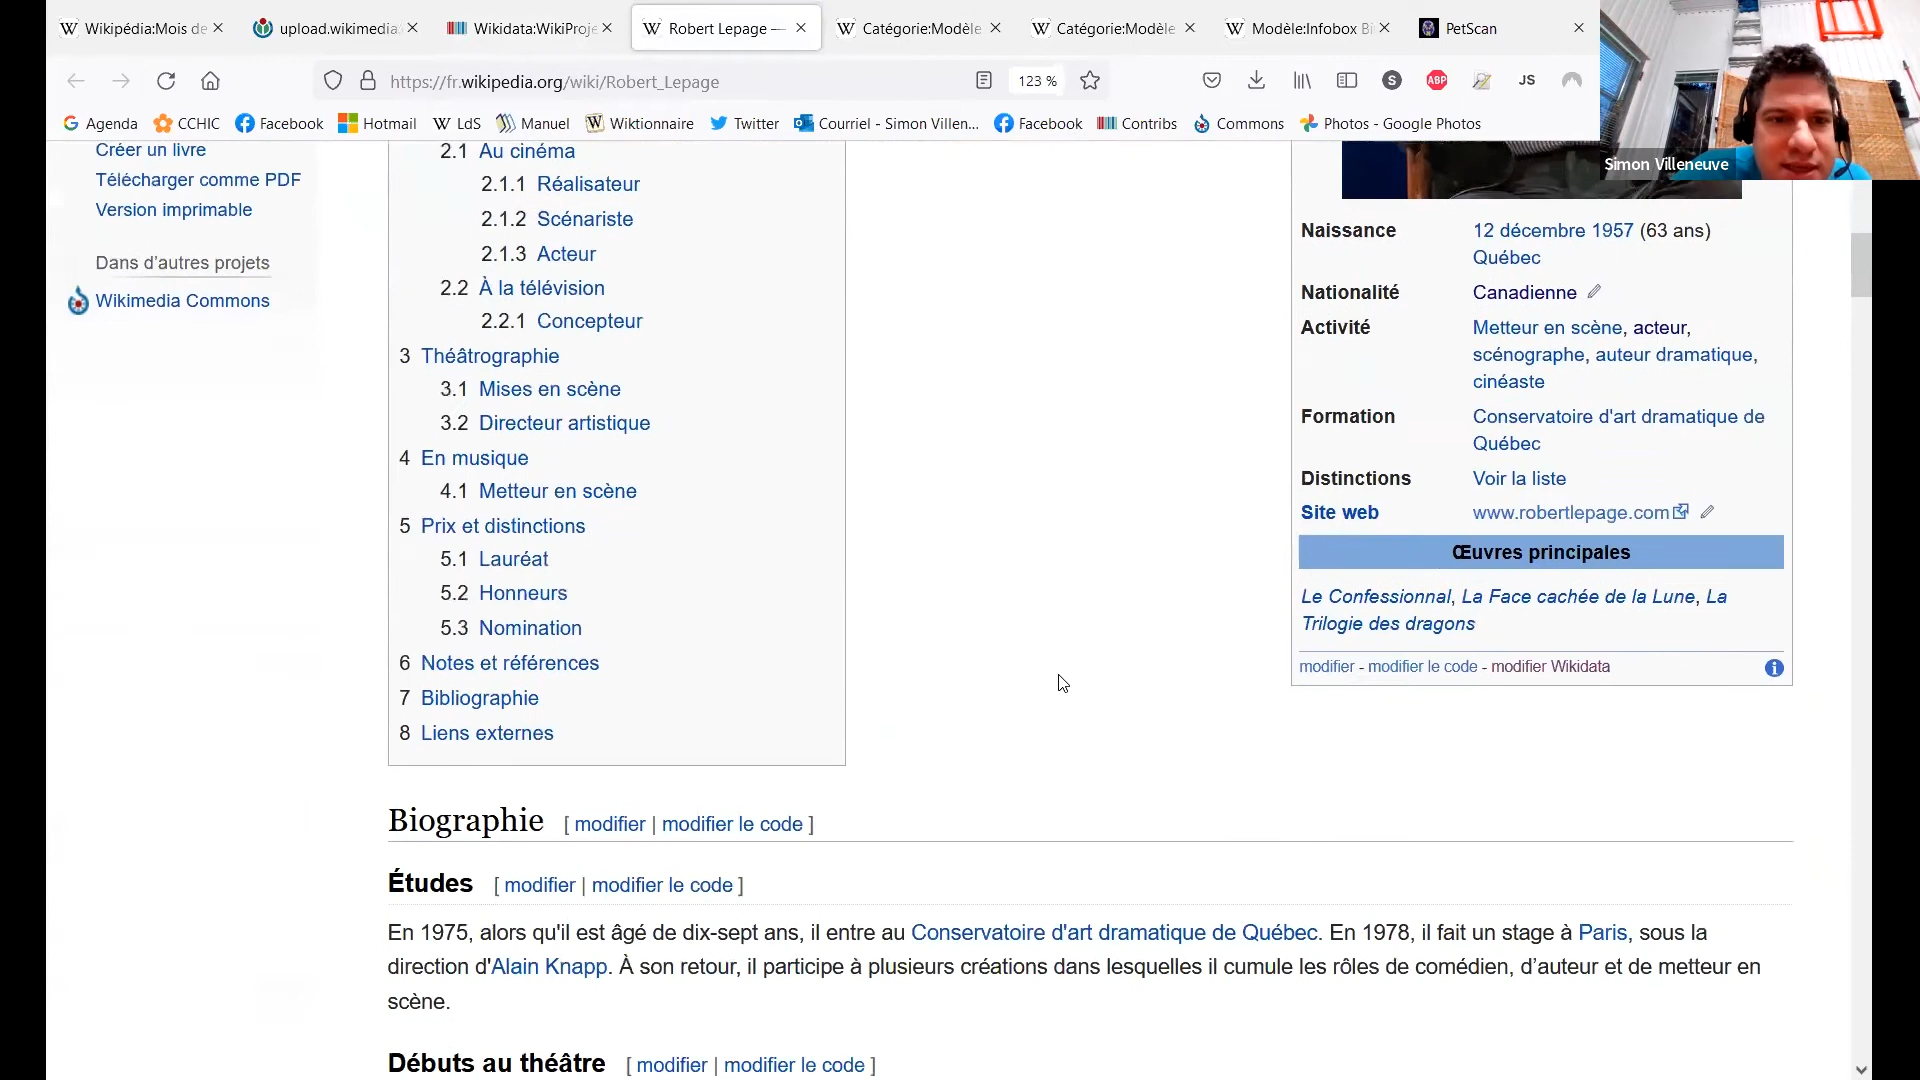 Wikipédia:Mois de
upload.wikimedia.
Wikidata:WikiProje
Robert Lepage —
Catégorie:Modèle
Catégorie:Modèle
Modèle:Infobox Bi
PetScan
https://fr.wikipedia.org/wiki/Robert_Lepage
123 %
S
ABP
JS
Agenda
CCHIC
Facebook
Hotmail
LdS
Manuel
Wiktionnaire
Twitter
Courriel - Simon Villen...
Facebook
Contribs
Commons
Photos - Google Photos
Simon Villeneuve
Créer un livre
Télécharger comme PDF
Version imprimable
Dans d’autres projets
Wikimedia Commons
2.1 Au cinéma
2.1.1 Réalisateur
2.1.2 Scénariste
2.1.3 Acteur
2.2 À la télévision
2.2.1 Concepteur
3 Théâtrographie
3.1 Mises en scène
3.2 Directeur artistique
4 En musique
4.1 Metteur en scène
5 Prix et distinctions
5.1 Lauréat
5.2 Honneurs
5.3 Nomination
6 Notes et références
7 Bibliographie
8 Liens externes
Naissance 12 décembre 1957 (63 ans)
Québec
Nationalité Canadienne
Activité Metteur en scène, acteur,
scénographe, auteur dramatique,
cinéaste
Formation Conservatoire d'art dramatique de
Québec
Distinctions Voir la liste
Site web www.robertlepage.com
Œuvres principales
Le Confessionnal, La Face cachée de la Lune, La
Trilogie des dragons
modifier - modifier le code - modifier Wikidata
Biographie [ modifier | modifier le code ]
Études [ modifier | modifier le code ]
En 1975, alors qu'il est âgé de dix-sept ans, il entre au Conservatoire d'art dramatique de Québec. En 1978, il fait un stage à Paris, sous la
direction d'Alain Knapp. À son retour, il participe à plusieurs créations dans lesquelles il cumule les rôles de comédien, d’auteur et de metteur en
scène.
Débuts au théâtre [ modifier | modifier le code ]